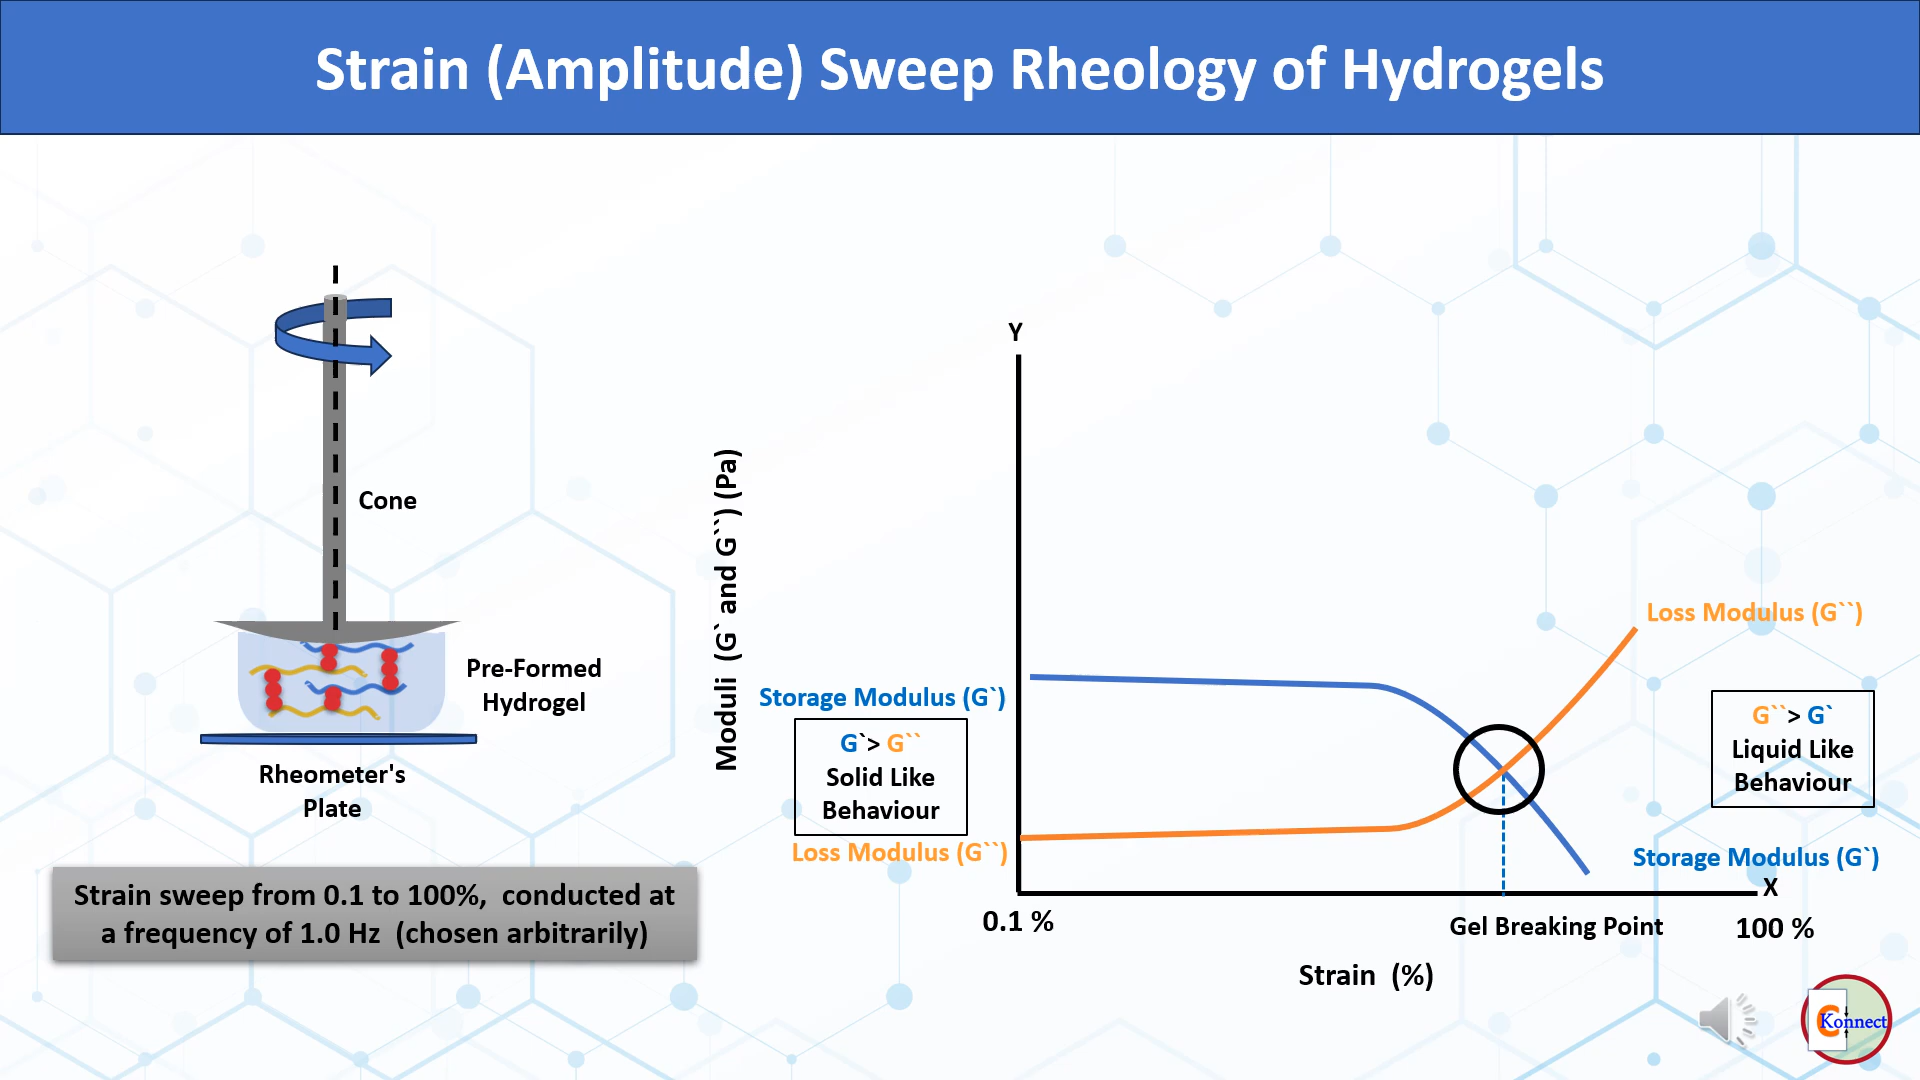 Strain (Amplitude) Sweep Rheology of Hydrogels
Cone
Pre-Formed
Hydrogel
Rheometer's
Plate
Strain sweep from 0.1 to 100%,  conducted at
a frequency of 1.0 Hz  (chosen arbitrarily)
Y
Moduli  (G` and G``) (Pa)
Storage Modulus (G`)
G`> G``
Solid Like
Behaviour
Loss Modulus (G``)
Loss Modulus (G``)
G``> G`
Liquid Like
Behaviour
Storage Modulus (G`)
X
0.1 %
Gel Breaking Point
100 %
Strain  (%)
C
Konnect